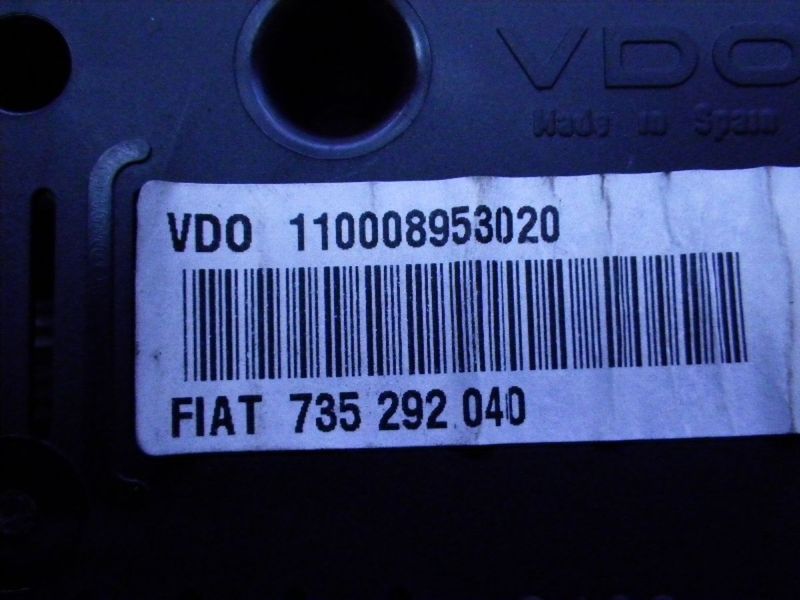 VDO
Made in Spain
VDO 110008953020
FIAT 735 292 040